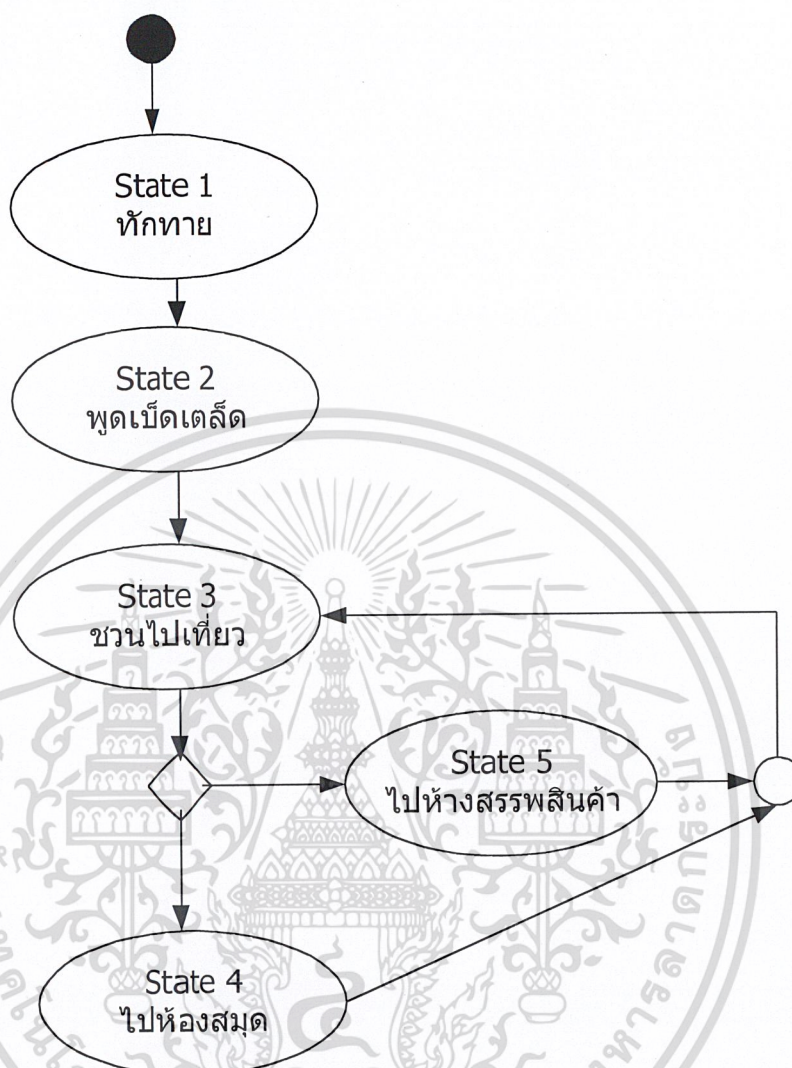 State 1
ทักทาย
State 2
พูดเบ็ดเตล็ด
State 3
ชวนไปเที่ยว
State 5
ไปห้างสรรพสินค้า
State 4
ไปห้องสมุด